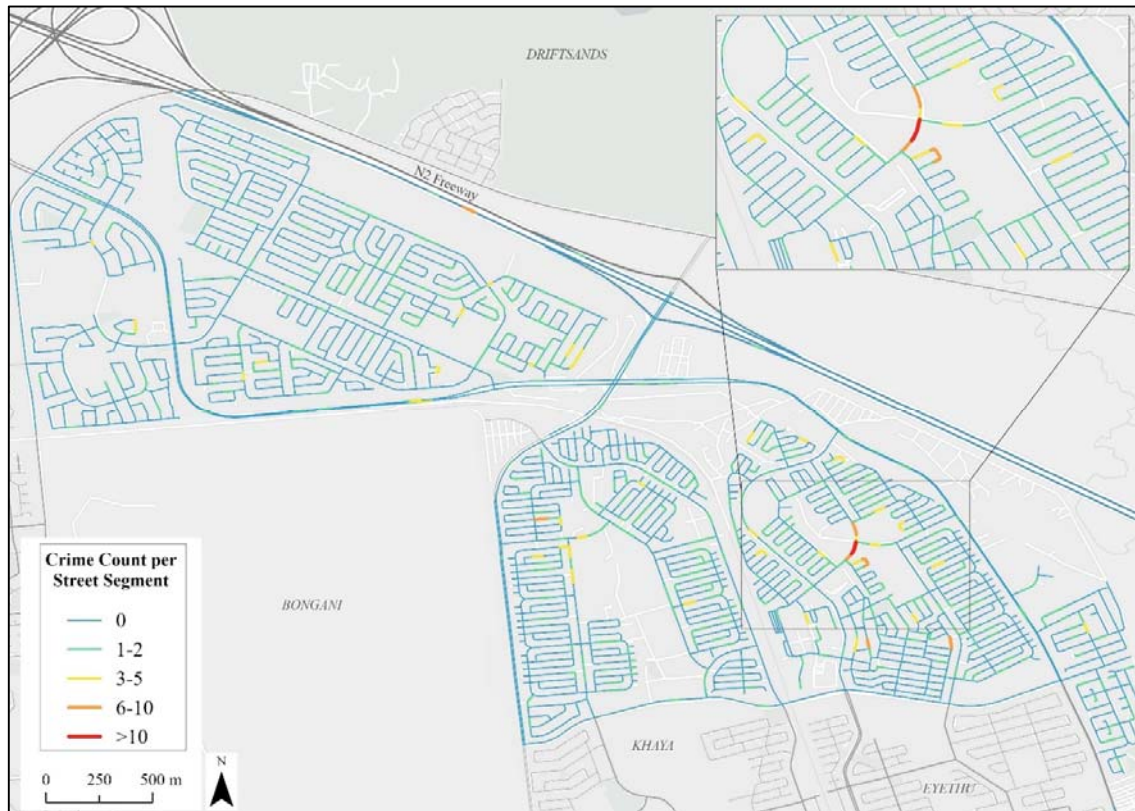 DRIFTSANDS
N2 Freeway
BONGANI
KHAYA
EYETHU
Crime Count per
Street Segment
0
1-2
3-5
6-10
>10
0 250 500 m
N